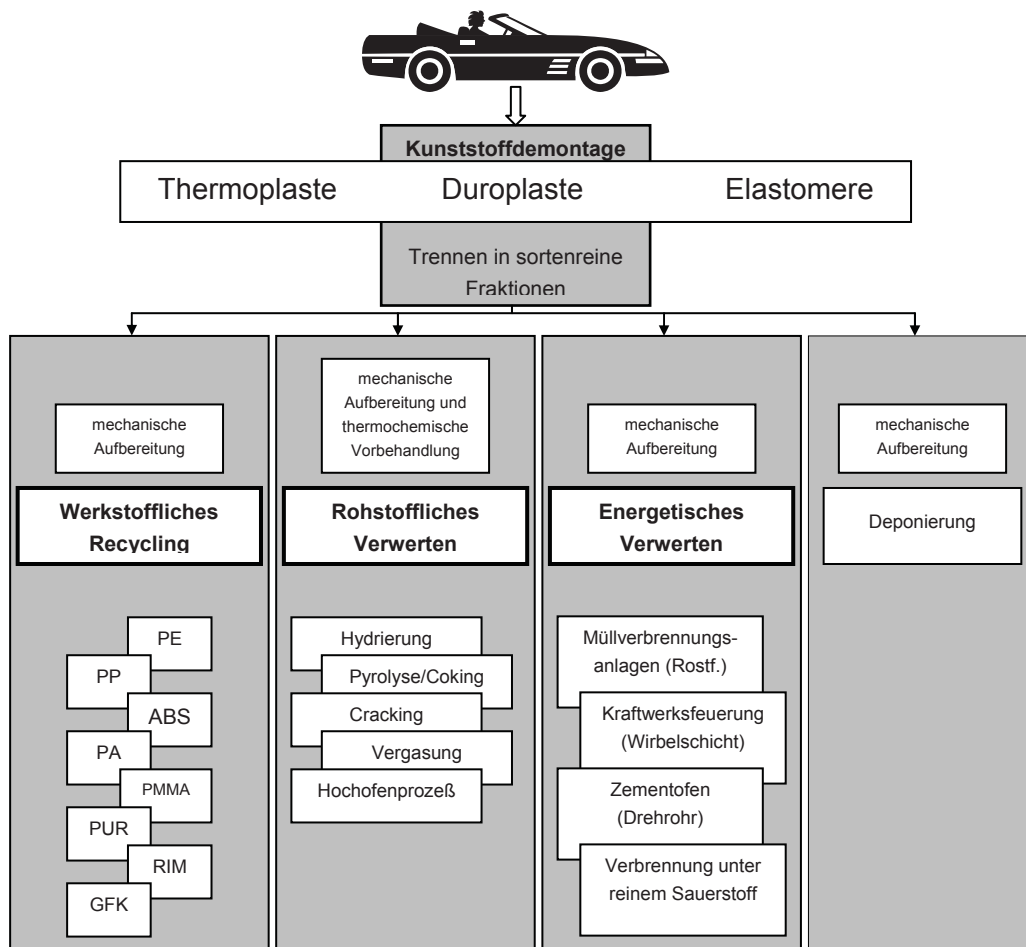 Kunststoffdemontage
Thermoplaste Duroplaste Elastomere
Trennen in sortenreine
Fraktionen
mechanische
Aufbereitung
Werkstoffliches
Recycling
PE
PP
ABS
PA
PMMA
PUR
RIM
GFK
mechanische
Aufbereitung und
thermochemische
Vorbehandlung
Rohstoffliches
Verwerten
Hydrierung
Pyrolyse/Coking
Cracking
Vergasung
Hochofenprozeß
mechanische
Aufbereitung
Energetisches
Verwerten
Müllverbrennungs-
anlagen (Rostf.)
Kraftwerksfeuerung
(Wirbelschicht)
Zementofen
(Drehrohr)
Verbrennung unter
reinem Sauerstoff
mechanische
Aufbereitung
Deponierung